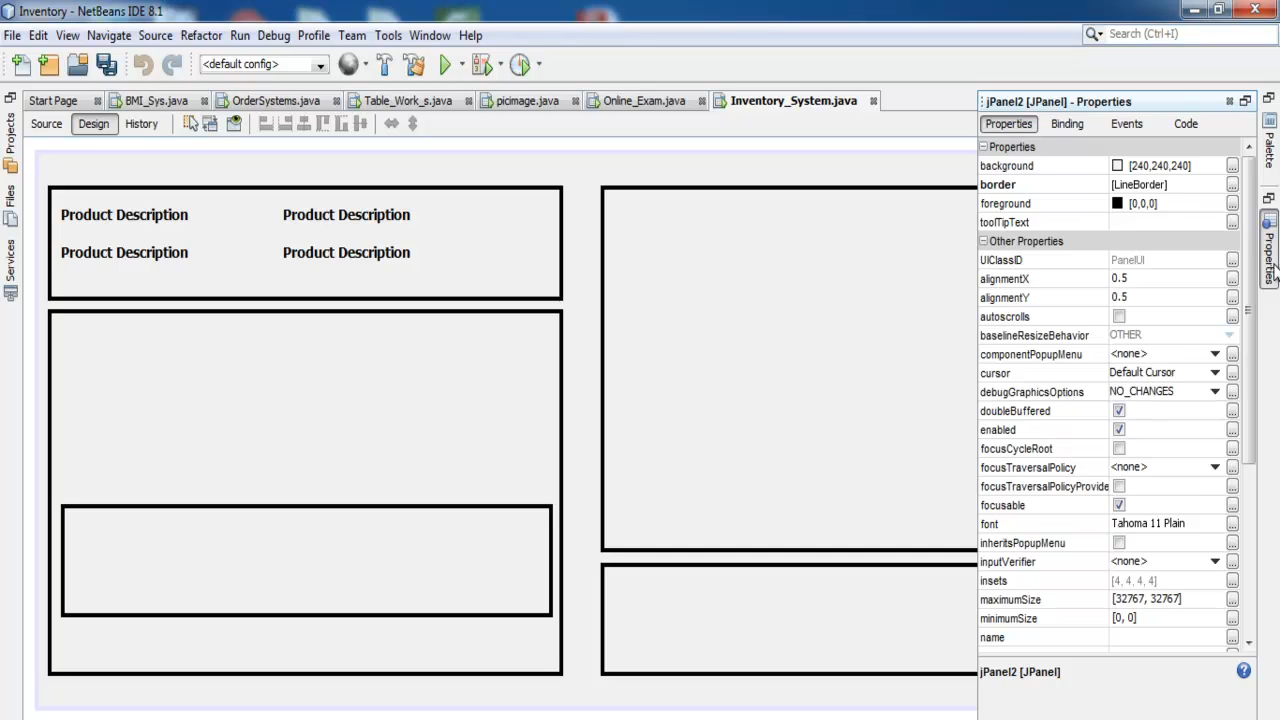 Inventory - NetBeans IDE 8.1
File Edit View Navigate Source Refactor Run Debug Profile Team Tools Window Help
Search (Ctrl+I)
<default config>
Start Page BMI_Sys.java OrderSystems.java Table_Work_s.java picimage.java Online_Exam.java Inventory_System.java
Source Design History
Projects
Files
Services
Product Description Product Description
Product Description Product Description
jPanel2 [JPanel] - Properties
Properties Binding Events Code
Properties
background [240,240,240] ...
border [LineBorder] ...
foreground [0,0,0] ...
toolTipText ...
Other Properties
UIClassID PanelUI ...
alignmentX 0.5 ...
alignmentY 0.5 ...
autoscrolls ...
baselineResizeBehavior OTHER
componentPopupMenu <none> ...
cursor Default Cursor ...
debugGraphicsOptions NO_CHANGES ...
doubleBuffered ...
enabled ...
focusCycleRoot ...
focusTraversalPolicy <none> ...
focusTraversalPolicyProvide ...
focusable ...
font Tahoma 11 Plain ...
inheritsPopupMenu ...
inputVerifier <none> ...
insets [4, 4, 4, 4] ...
maximumSize [32767, 32767] ...
minimumSize [0, 0] ...
name ...
jPanel2 [JPanel]
?
Palette
Properties